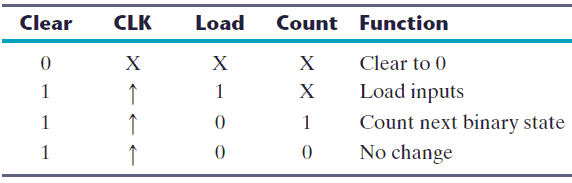 Clear CLK Load Count Function
0 X X X Clear to 0
1 ↑ 1 X Load inputs
1 ↑ 0 1 Count next binary state
1 ↑ 0 0 No change